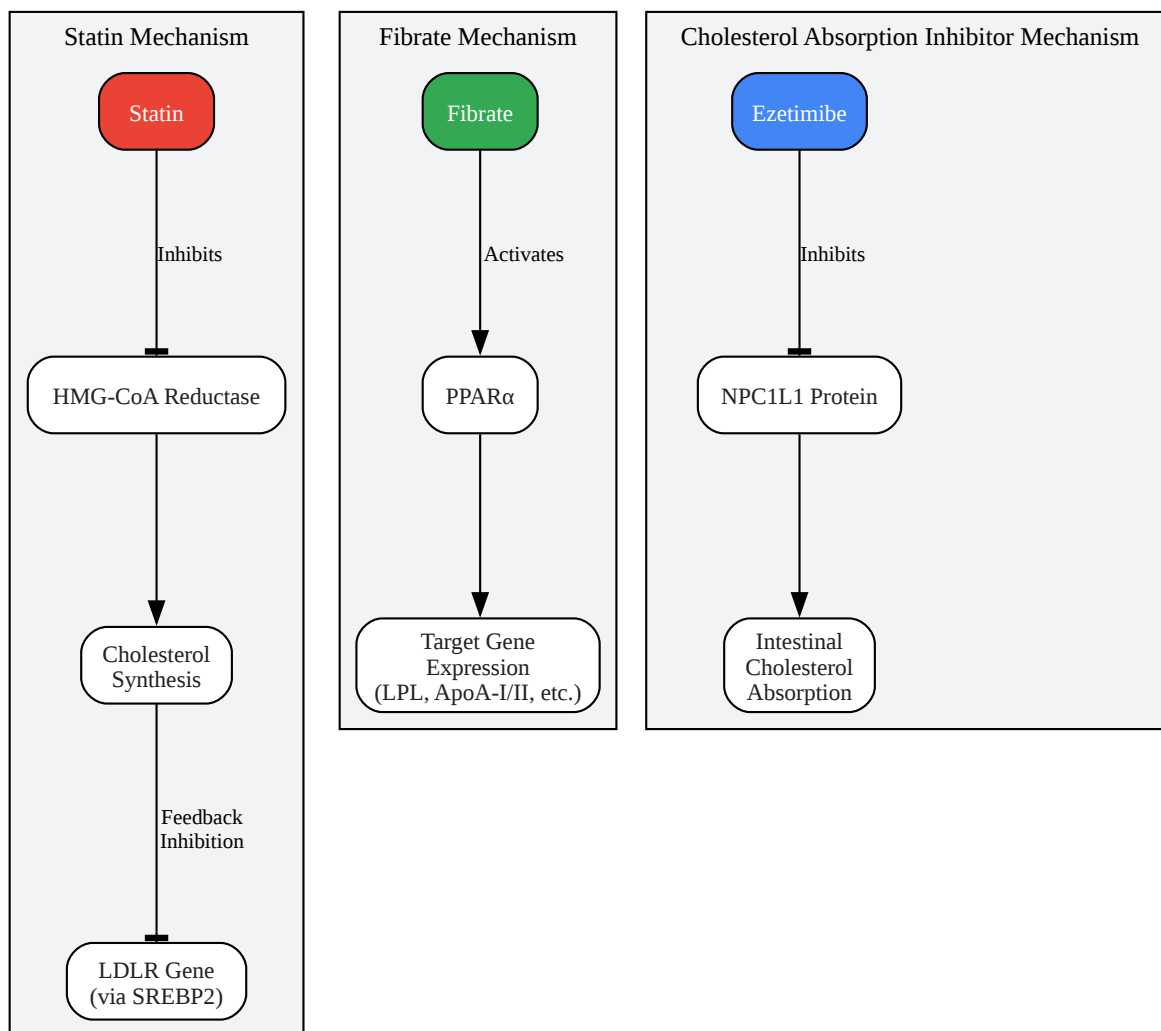 Statin Mechanism
Statin
Inhibits
HMG-CoA Reductase
Cholesterol
Synthesis
Feedback
Inhibition
LDLR Gene
(via SREBP2)
Fibrate Mechanism
Fibrate
Activates
PPARα
Target Gene
Expression
(LPL, ApoA-I/II, etc.)
Cholesterol Absorption Inhibitor Mechanism
Ezetimibe
Inhibits
NPC1L1 Protein
Intestinal
Cholesterol
Absorption